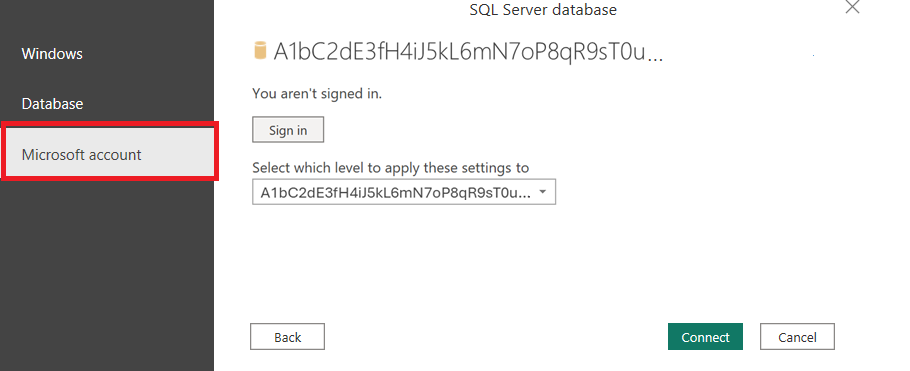 SQL Server database
Windows
Database
Microsoft account
A1bC2dE3fH4iJ5kL6mN7oP8qR9sT0u...
You aren't signed in.
Sign in
Select which level to apply these settings to
A1bC2dE3fH4iJ5kL6mN7oP8qR9sT0u...
Back
Connect
Cancel